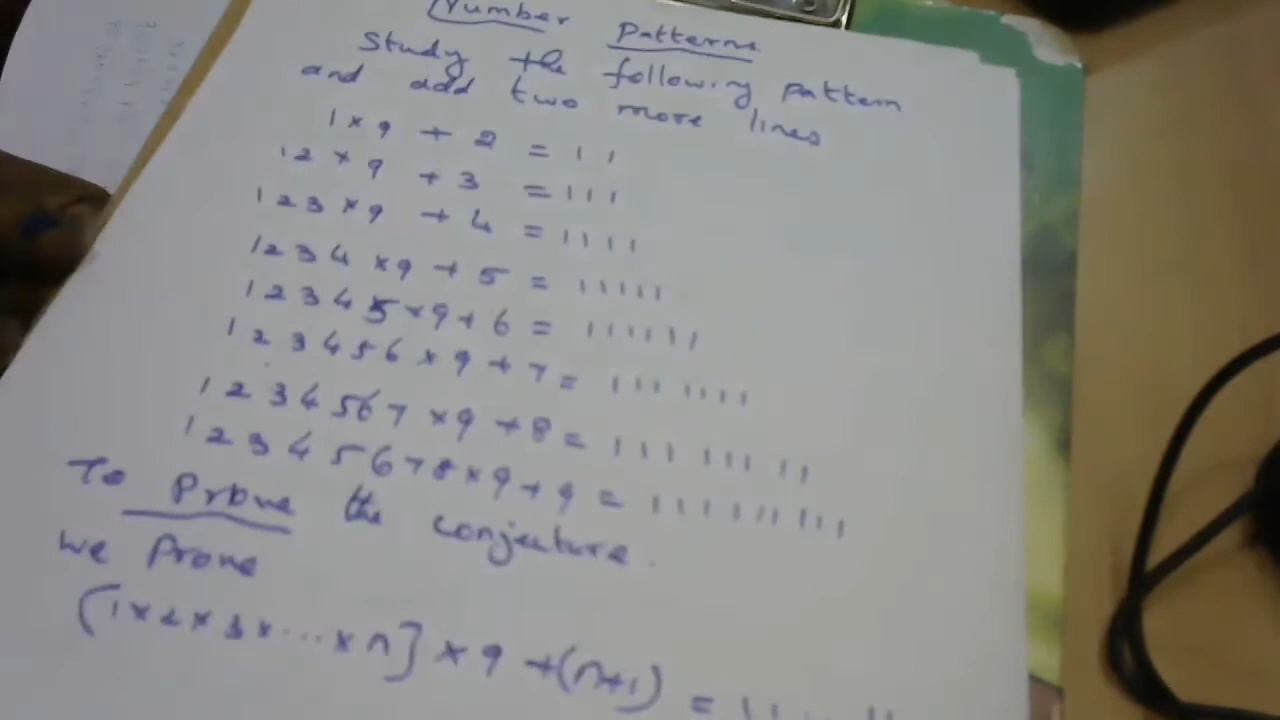 Number Patterns
Study the following pattern
and add two more lines
1 × 9 + 2 = 11
12 × 9 + 3 = 111
123 × 9 + 4 = 1111
1234 × 9 + 5 = 11111
12345 × 9 + 6 = 111111
123456 × 9 + 7 = 1111111
1234567 × 9 + 8 = 11111111
12345678 × 9 + 9 = 111111111
To Prove the conjecture.
We Prove
(1×2×3×...×n] × 9 + (n+1) = 11...11